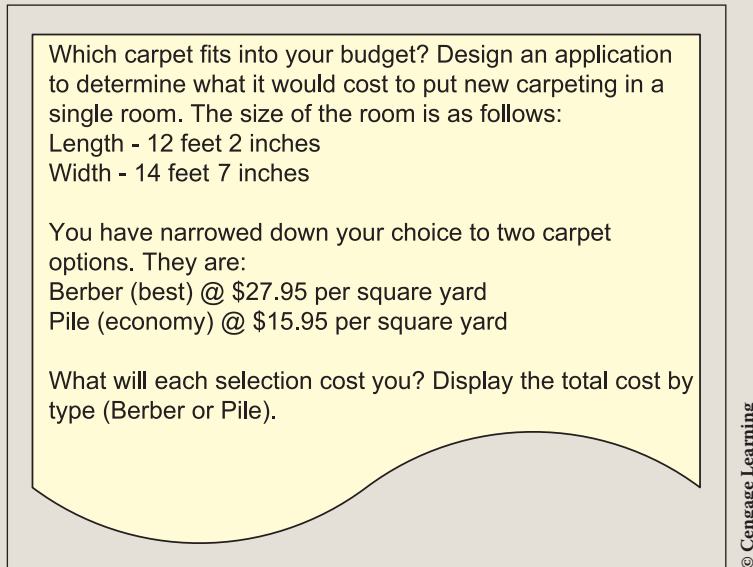 Which carpet fits into your budget? Design an application
to determine what it would cost to put new carpeting in a
single room. The size of the room is as follows:
Length - 12 feet 2 inches
Width - 14 feet 7 inches
You have narrowed down your choice to two carpet
options. They are:
Berber (best) @ $27.95 per square yard
Pile (economy) @ $15.95 per square yard
What will each selection cost you? Display the total cost by
type (Berber or Pile).
© Cengage Learning